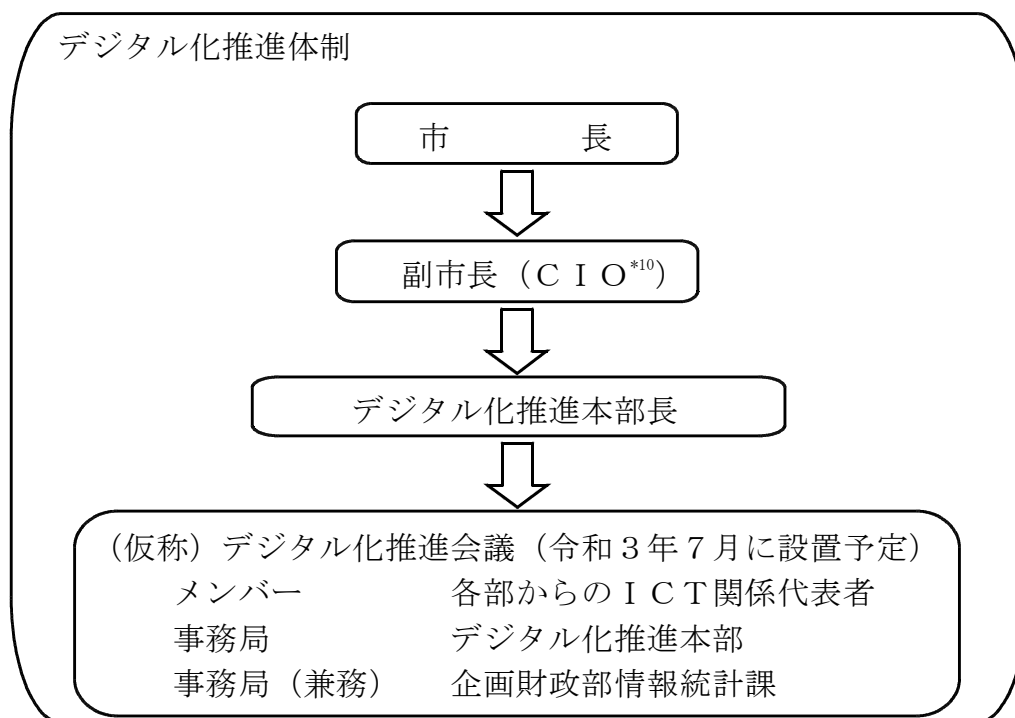 デジタル化推進体制
市　　　　長
副市長（ＣＩＯ*10）
デジタル化推進本部長
（仮称）デジタル化推進会議（令和３年７月に設置予定）
メンバー　　　　各部からのＩＣＴ関係代表者
事務局　　　　　デジタル化推進本部
事務局（兼務）　企画財政部情報統計課